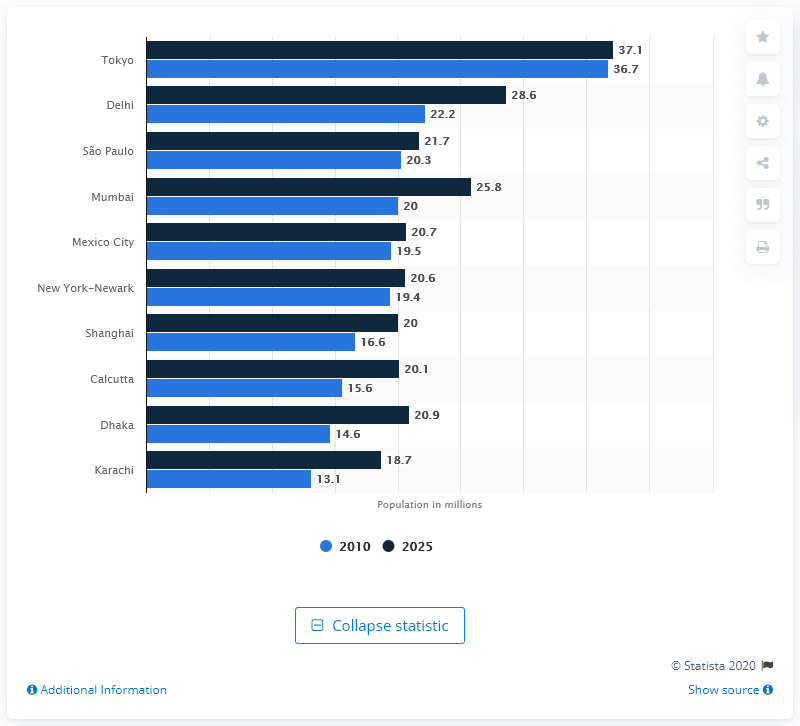 Tokyo 37.1
36.7
Delhi 28.6
22.2
São Paulo 21.7
20.3
Mumbai 25.8
20
Mexico City 20.7
19.5
New York–Newark 20.6
19.4
Shanghai 20
16.6
Calcutta 20.1
15.6
Dhaka 20.9
14.6
Karachi 18.7
13.1
Population in millions
2010 2025
Collapse statistic
© Statista 2020
Additional Information Show source